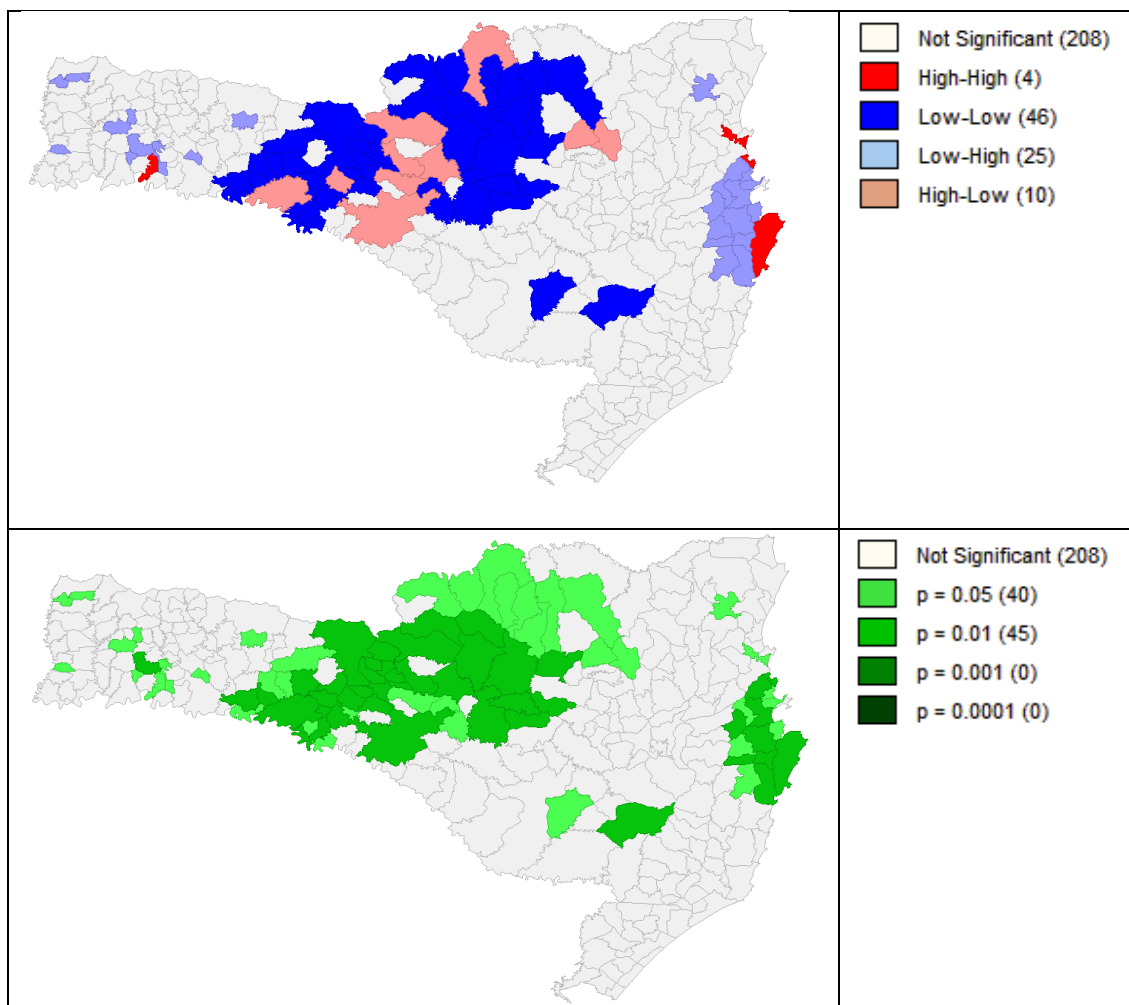 Not Significant (208)
High-High (4)
Low-Low (46)
Low-High (25)
High-Low (10)
Not Significant (208)
p = 0.05 (40)
p = 0.01 (45)
p = 0.001 (0)
p = 0.0001 (0)